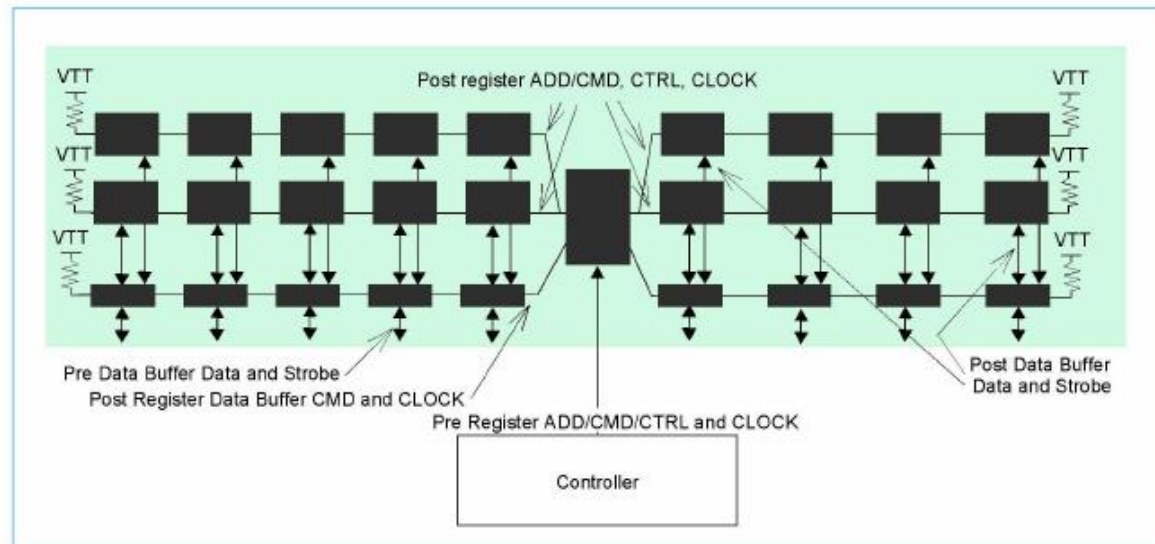 VTT
Post register ADD/CMD, CTRL, CLOCK
VTT
VTT
VTT
VTT
VTT
Pre Data Buffer Data and Strobe
Post Data Buffer
Data and Strobe
Post Register Data Buffer CMD and CLOCK
Pre Register ADD/CMD/CTRL and CLOCK
Controller